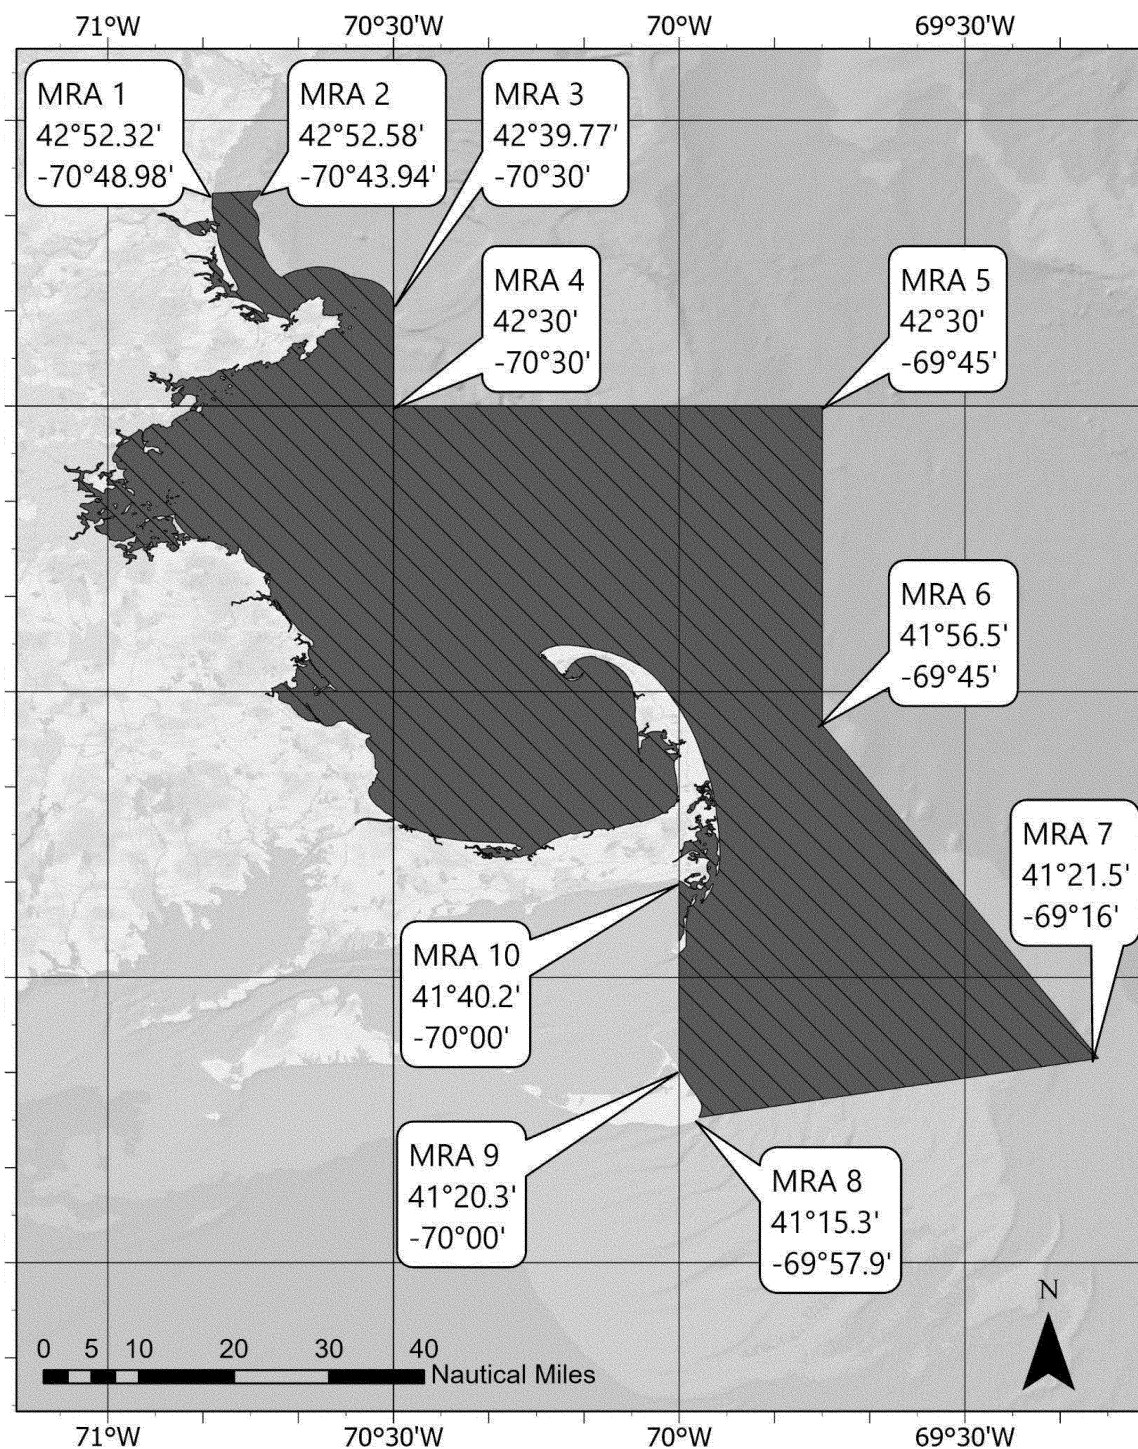 71°W 70°30'W 70°W 69°30'W
MRA 1
42°52.32'
-70°48.98'
MRA 2
42°52.58'
-70°43.94'
MRA 3
42°39.77'
-70°30'
MRA 4
42°30'
-70°30'
MRA 5
42°30'
-69°45'
MRA 6
41°56.5'
-69°45'
MRA 7
41°21.5'
-69°16'
MRA 10
41°40.2'
-70°00'
MRA 9
41°20.3'
-70°00'
MRA 8
41°15.3'
-69°57.9'
N
0 5 10 20 30 40
Nautical Miles
71°W 70°30'W 70°W 69°30'W